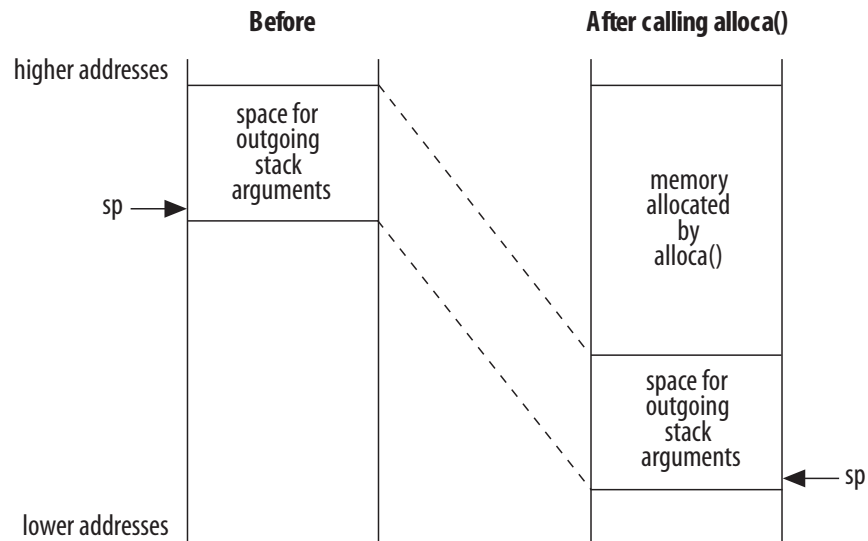 Before
After calling alloca()
higher addresses
space for
outgoing
stack
arguments
sp
memory
allocated
by
alloca()
space for
outgoing
stack
arguments
sp
lower addresses